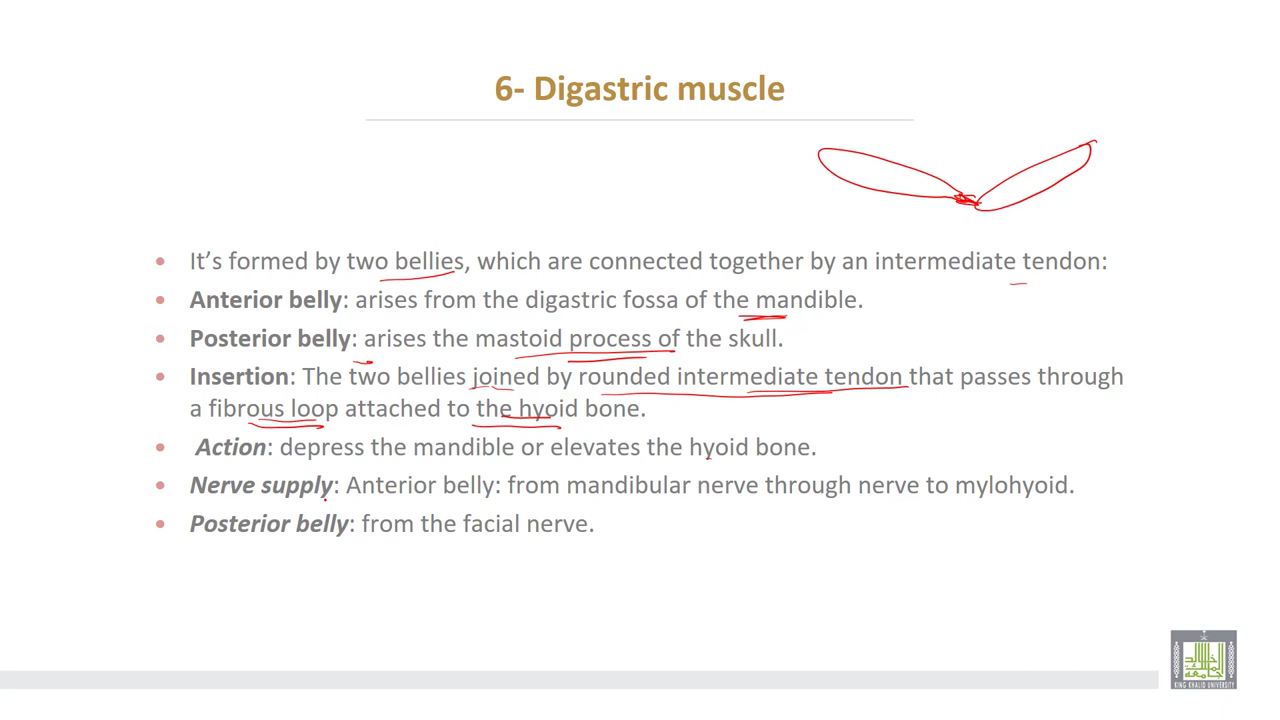 6- Digastric muscle
• It's formed by two bellies, which are connected together by an intermediate tendon:
• Anterior belly: arises from the digastric fossa of the mandible.
• Posterior belly: arises the mastoid process of the skull.
• Insertion: The two bellies joined by rounded intermediate tendon that passes through
a fibrous loop attached to the hyoid bone.
• Action: depress the mandible or elevates the hyoid bone.
• Nerve supply: Anterior belly: from mandibular nerve through nerve to mylohyoid.
• Posterior belly: from the facial nerve.
KING KHALID UNIVERSITY